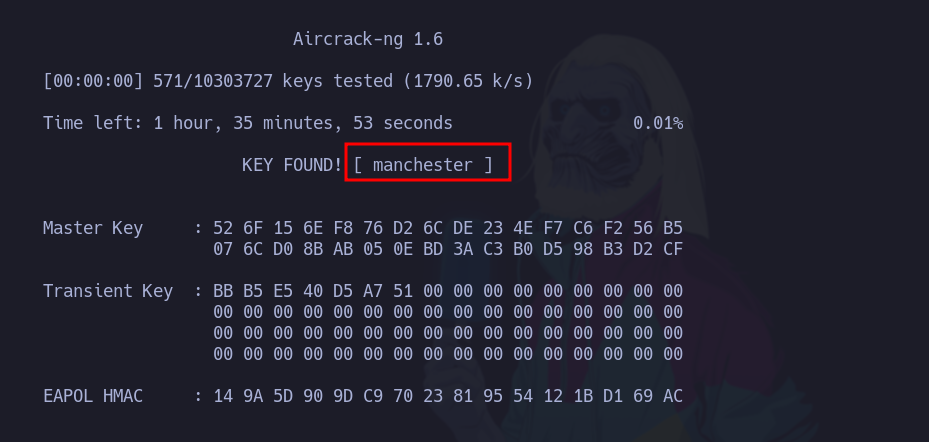 Aircrack-ng 1.6
[00:00:00] 571/10303727 keys tested (1790.65 k/s)
Time left: 1 hour, 35 minutes, 53 seconds 0.01%
KEY FOUND! [ manchester ]
Master Key : 52 6F 15 6E F8 76 D2 6C DE 23 4E F7 C6 F2 56 B5
07 6C D0 8B AB 05 0E BD 3A C3 B0 D5 98 B3 D2 CF
Transient Key : BB B5 E5 40 D5 A7 51 00 00 00 00 00 00 00 00 00
00 00 00 00 00 00 00 00 00 00 00 00 00 00 00 00
00 00 00 00 00 00 00 00 00 00 00 00 00 00 00 00
00 00 00 00 00 00 00 00 00 00 00 00 00 00 00 00
EAPOL HMAC : 14 9A 5D 90 9D C9 70 23 81 95 54 12 1B D1 69 AC